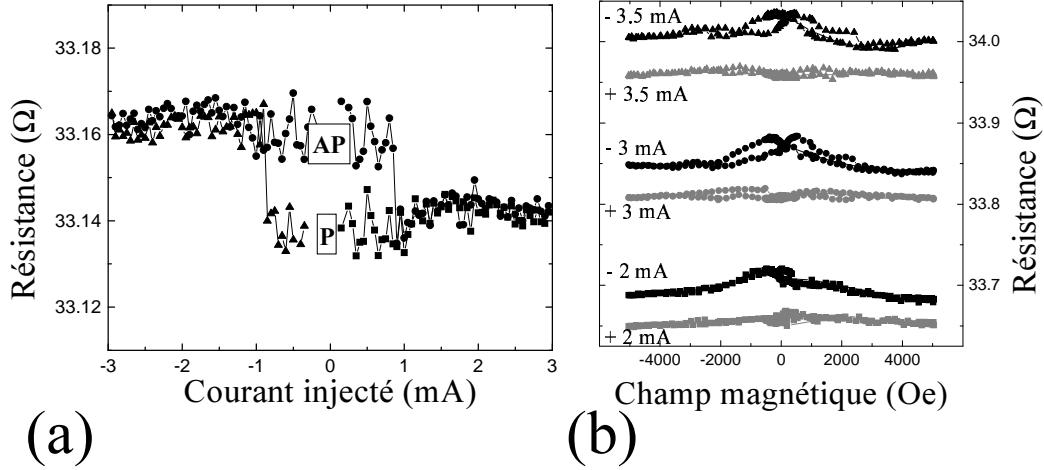 33.18
33.16
33.14
33.12
Résistance (Ω)
AP
P
-3
-2
-1
0
1
2
3
Courant injecté (mA)
(a)
- 3.5 mA
+ 3.5 mA
- 3 mA
+ 3 mA
- 2 mA
+ 2 mA
34.0
33.9
33.8
33.7
Résistance (Ω)
-4000
-2000
0
2000
4000
Champ magnétique (Oe)
(b)